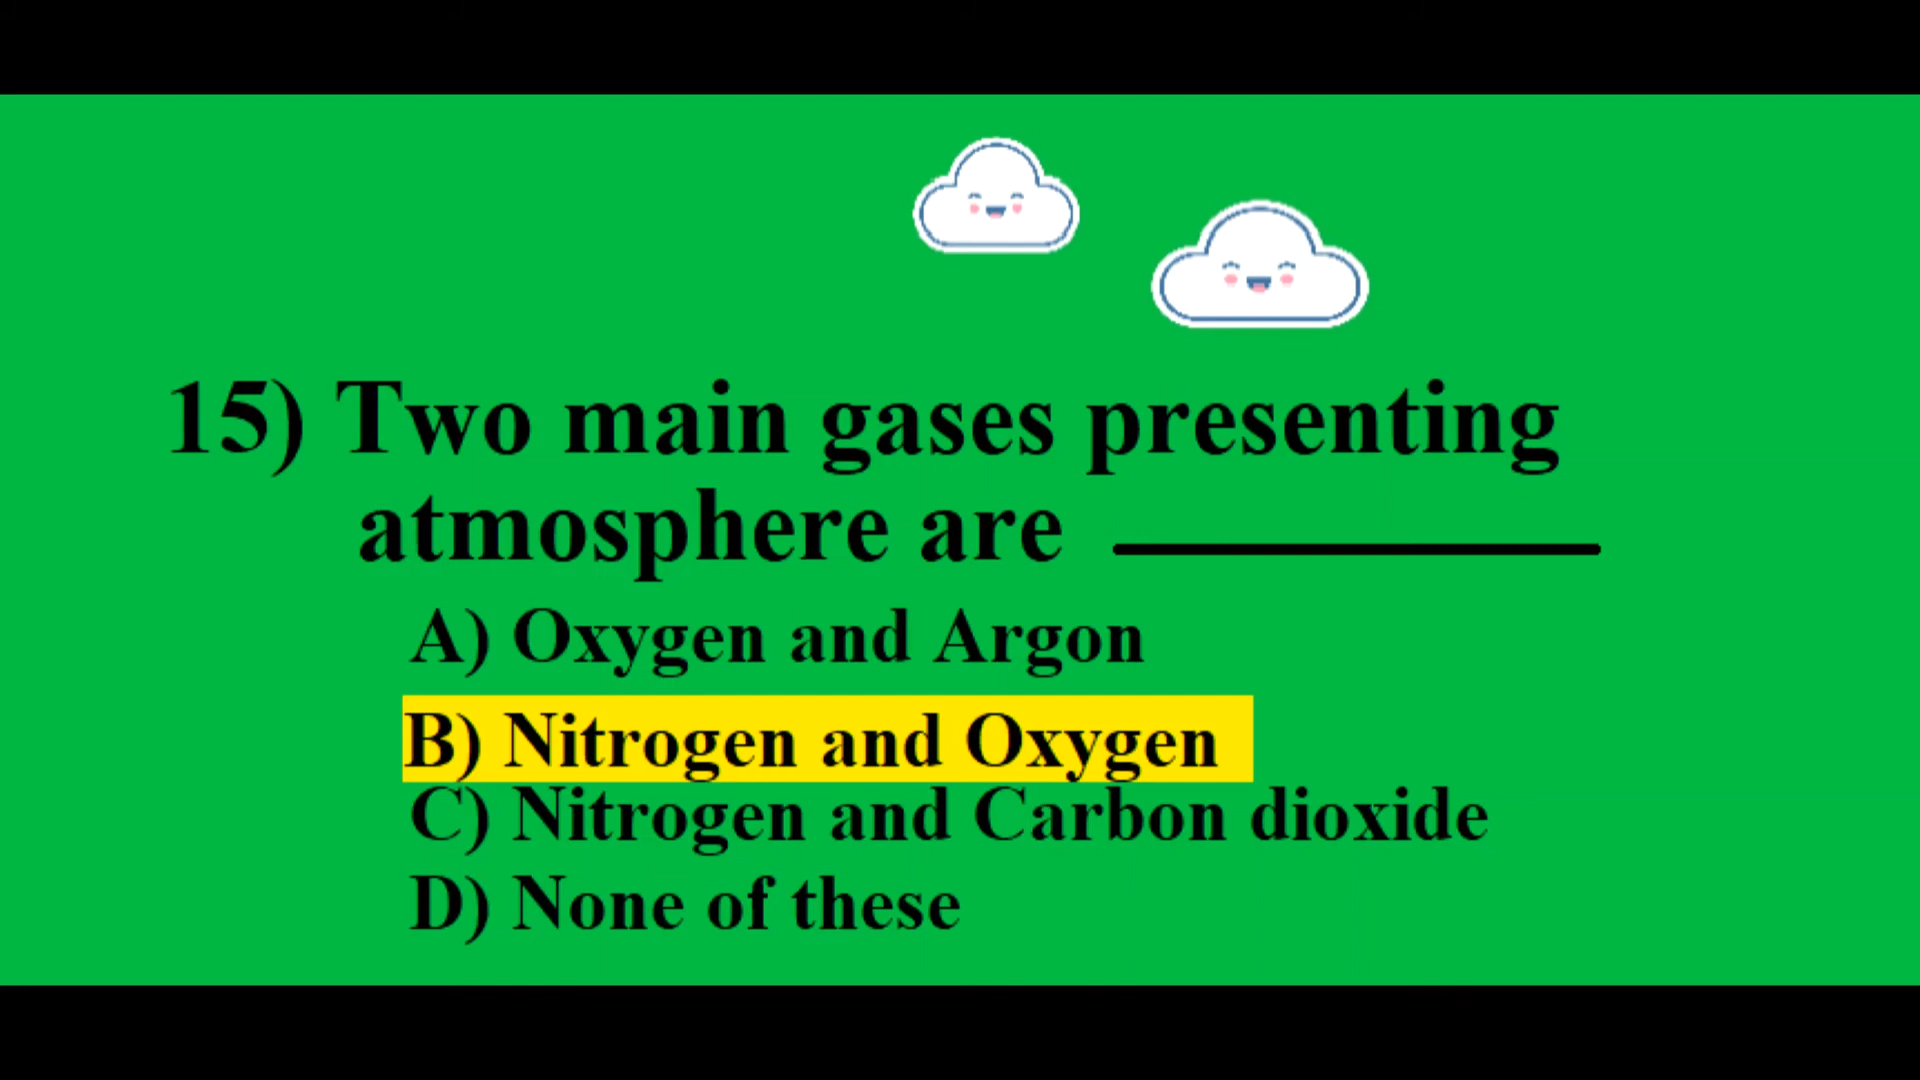 15) Two main gases presenting
atmosphere are
A) Oxygen and Argon
B) Nitrogen and Oxygen
C) Nitrogen and Carbon dioxide
D) None of these